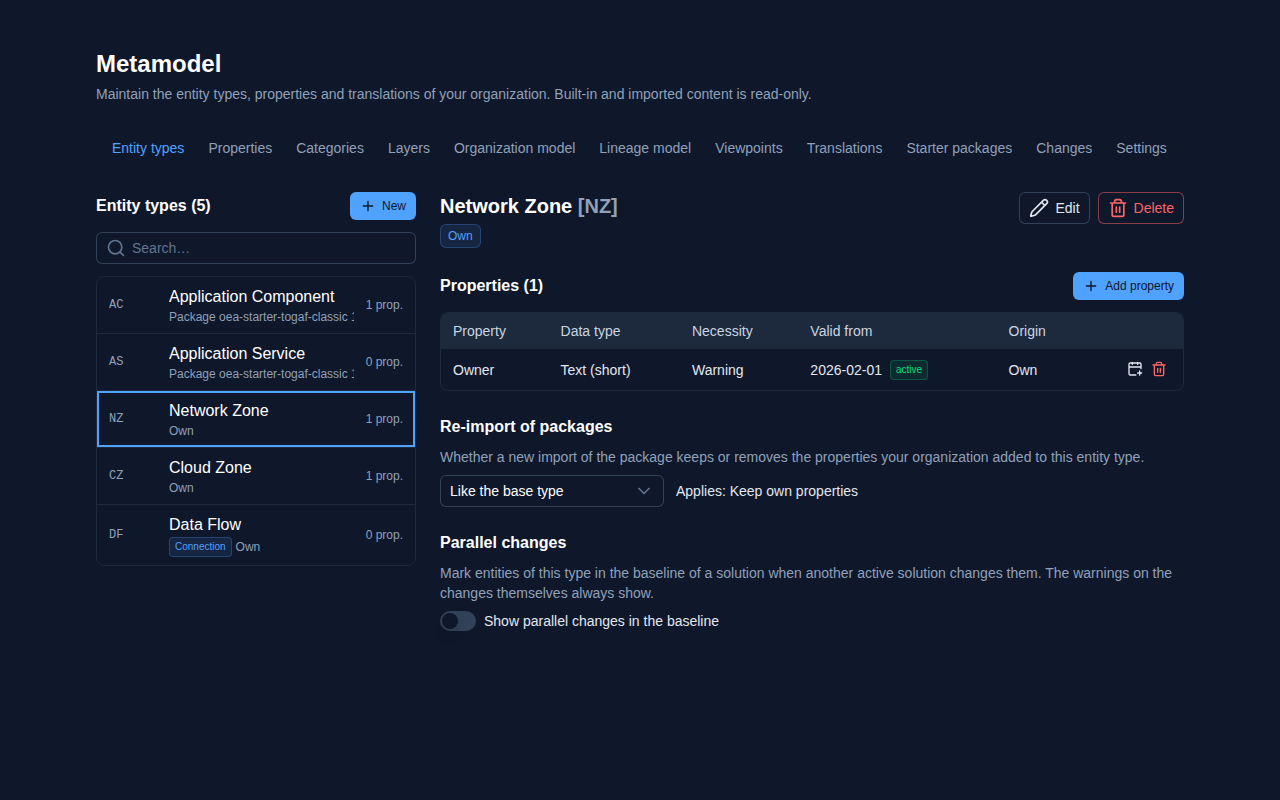 Metamodel
Maintain the entity types, properties and translations of your organization. Built-in and imported content is read-only.
Entity types Properties Categories Layers Organization model Lineage model Viewpoints Translations Starter packages Changes Settings
Entity types (5)
New
Search…
AC Application Component 1 prop.
Package oea-starter-togaf-classic
AS Application Service 0 prop.
Package oea-starter-togaf-classic
NZ Network Zone 1 prop.
Own
CZ Cloud Zone 1 prop.
Own
DF Data Flow 0 prop.
Connection Own
Network Zone [NZ]
Edit Delete
Own
Properties (1)
Add property
Property Data type Necessity Valid from Origin
Owner Text (short) Warning 2026-02-01 active Own
Re-import of packages
Whether a new import of the package keeps or removes the properties your organization added to this entity type.
Like the base type Applies: Keep own properties
Parallel changes
Mark entities of this type in the baseline of a solution when another active solution changes them. The warnings on the
changes themselves always show.
Show parallel changes in the baseline